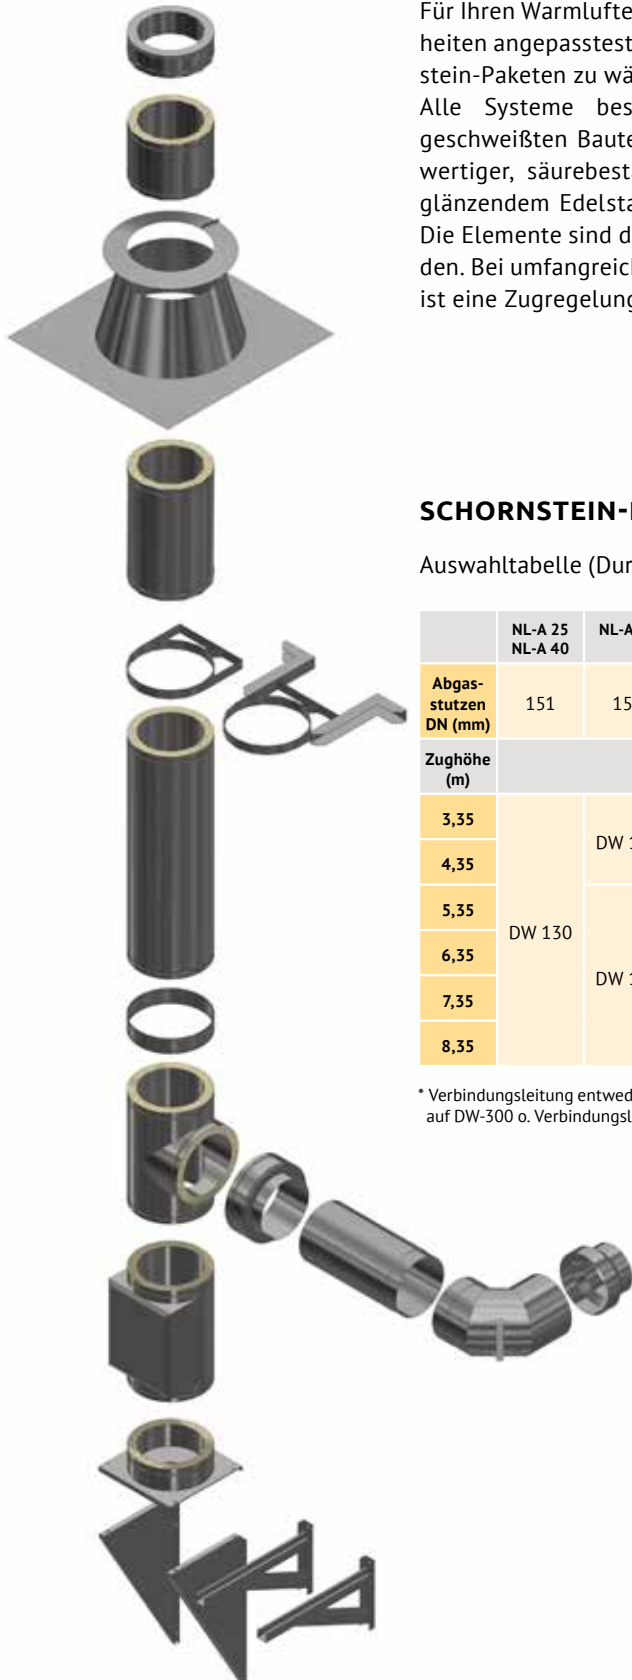 Für Ihren Warmlufte
heiten angepasstest
stein-Paketen zu wä
Alle Systeme bes
geschweißten Baute
wertiger, säurebest
glänzendem Edelsta
Die Elemente sind d
den. Bei umfangreich
ist eine Zugregelung
SCHORNSTEIN-
Auswahltabelle (Dur
NL-A 25 NL-A
NL-A 40
Abgas-
stutzen
DN (mm)
151 15
Zughöhe
(m)
3,35
DW 1
4,35
5,35
DW 130
6,35
DW 1
7,35
8,35
* Verbindungsleitung entwed
auf DW-300 o. Verbindungsl